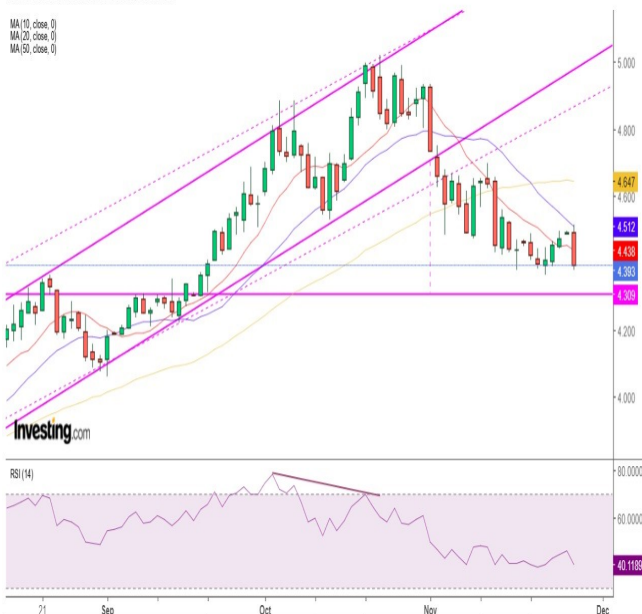 MA (10, close, 0)
MA (20, close, 0)
MA (50, close, 0)
5.000
4.800
4.647
4.600
4.512
4.438
4.393
4.309
4.200
4.000
Investing.com
RSI (14)
80.0000
60.0000
40.1189
21 Sep Oct Nov Dec